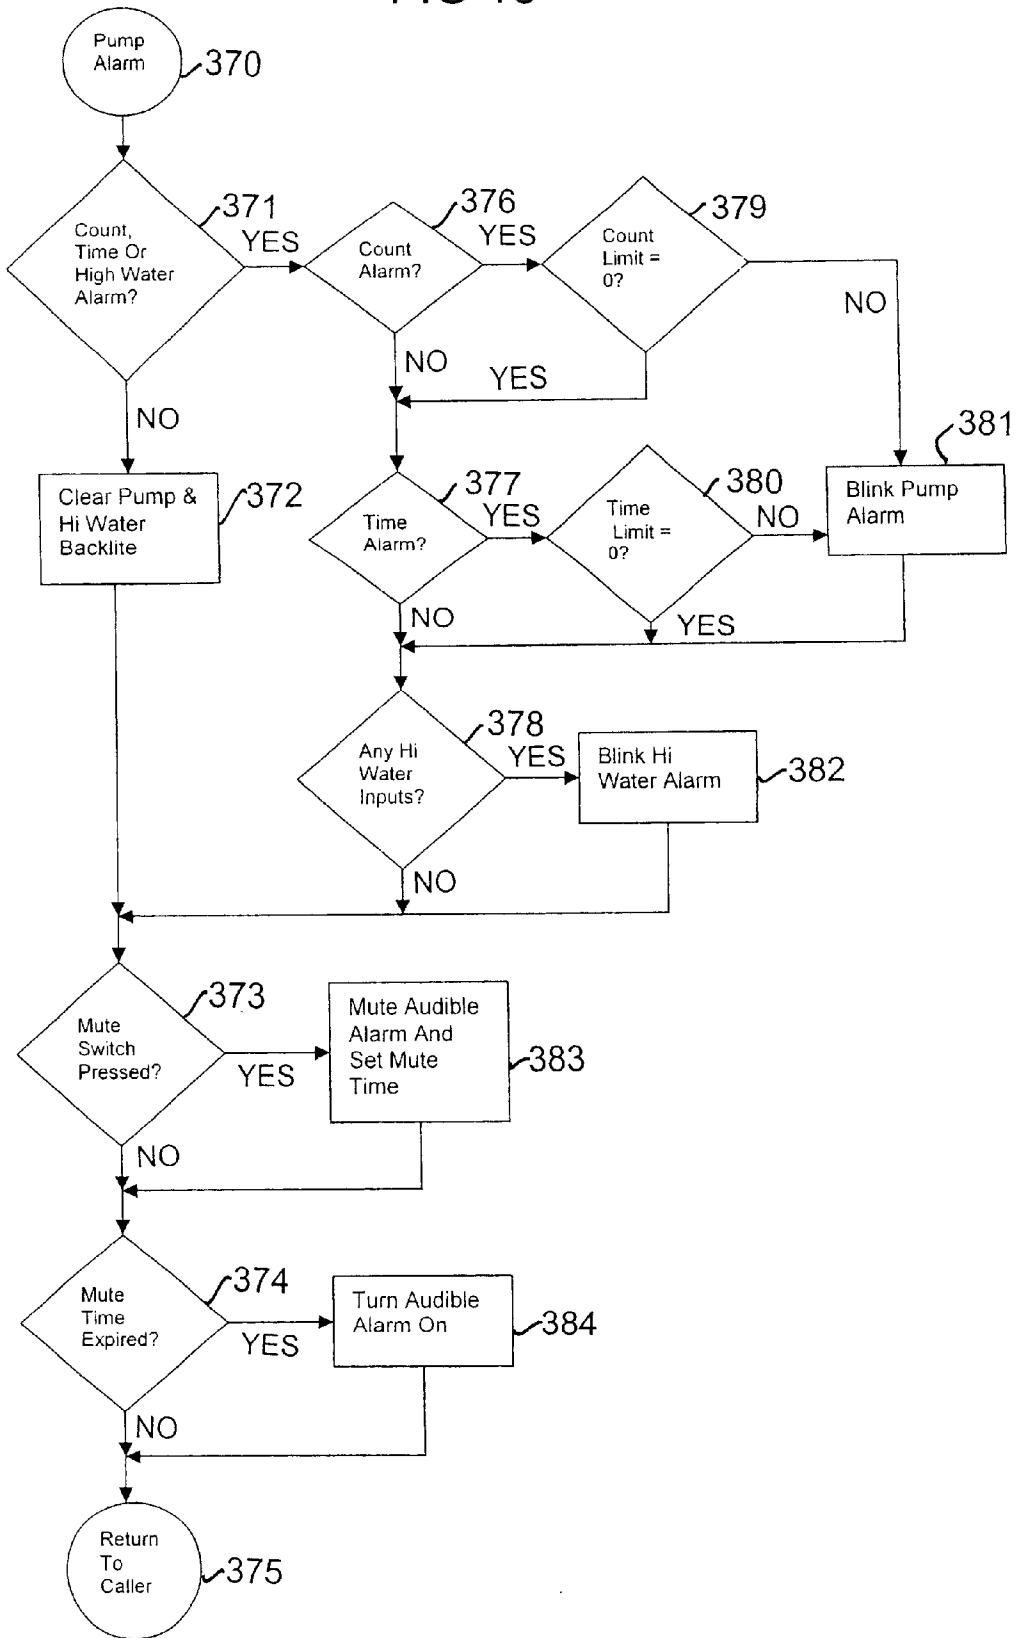 Pump
Alarm
370
Count,
Time Or
High Water
Alarm?
371
YES
NO
Count
Alarm?
376
YES
NO
Count
Limit =
0?
379
NO
YES
Clear Pump &
Hi Water
Backlite
372
Time
Alarm?
377
YES
NO
Time
Limit =
0?
380
NO
YES
Blink Pump
Alarm
381
Any Hi
Water
Inputs?
378
YES
NO
Blink Hi
Water Alarm
382
Mute
Switch
Pressed?
373
YES
NO
Mute Audible
Alarm And
Set Mute
Time
383
Mute
Time
Expired?
374
YES
NO
Turn Audible
Alarm On
384
Return
To
Caller
375